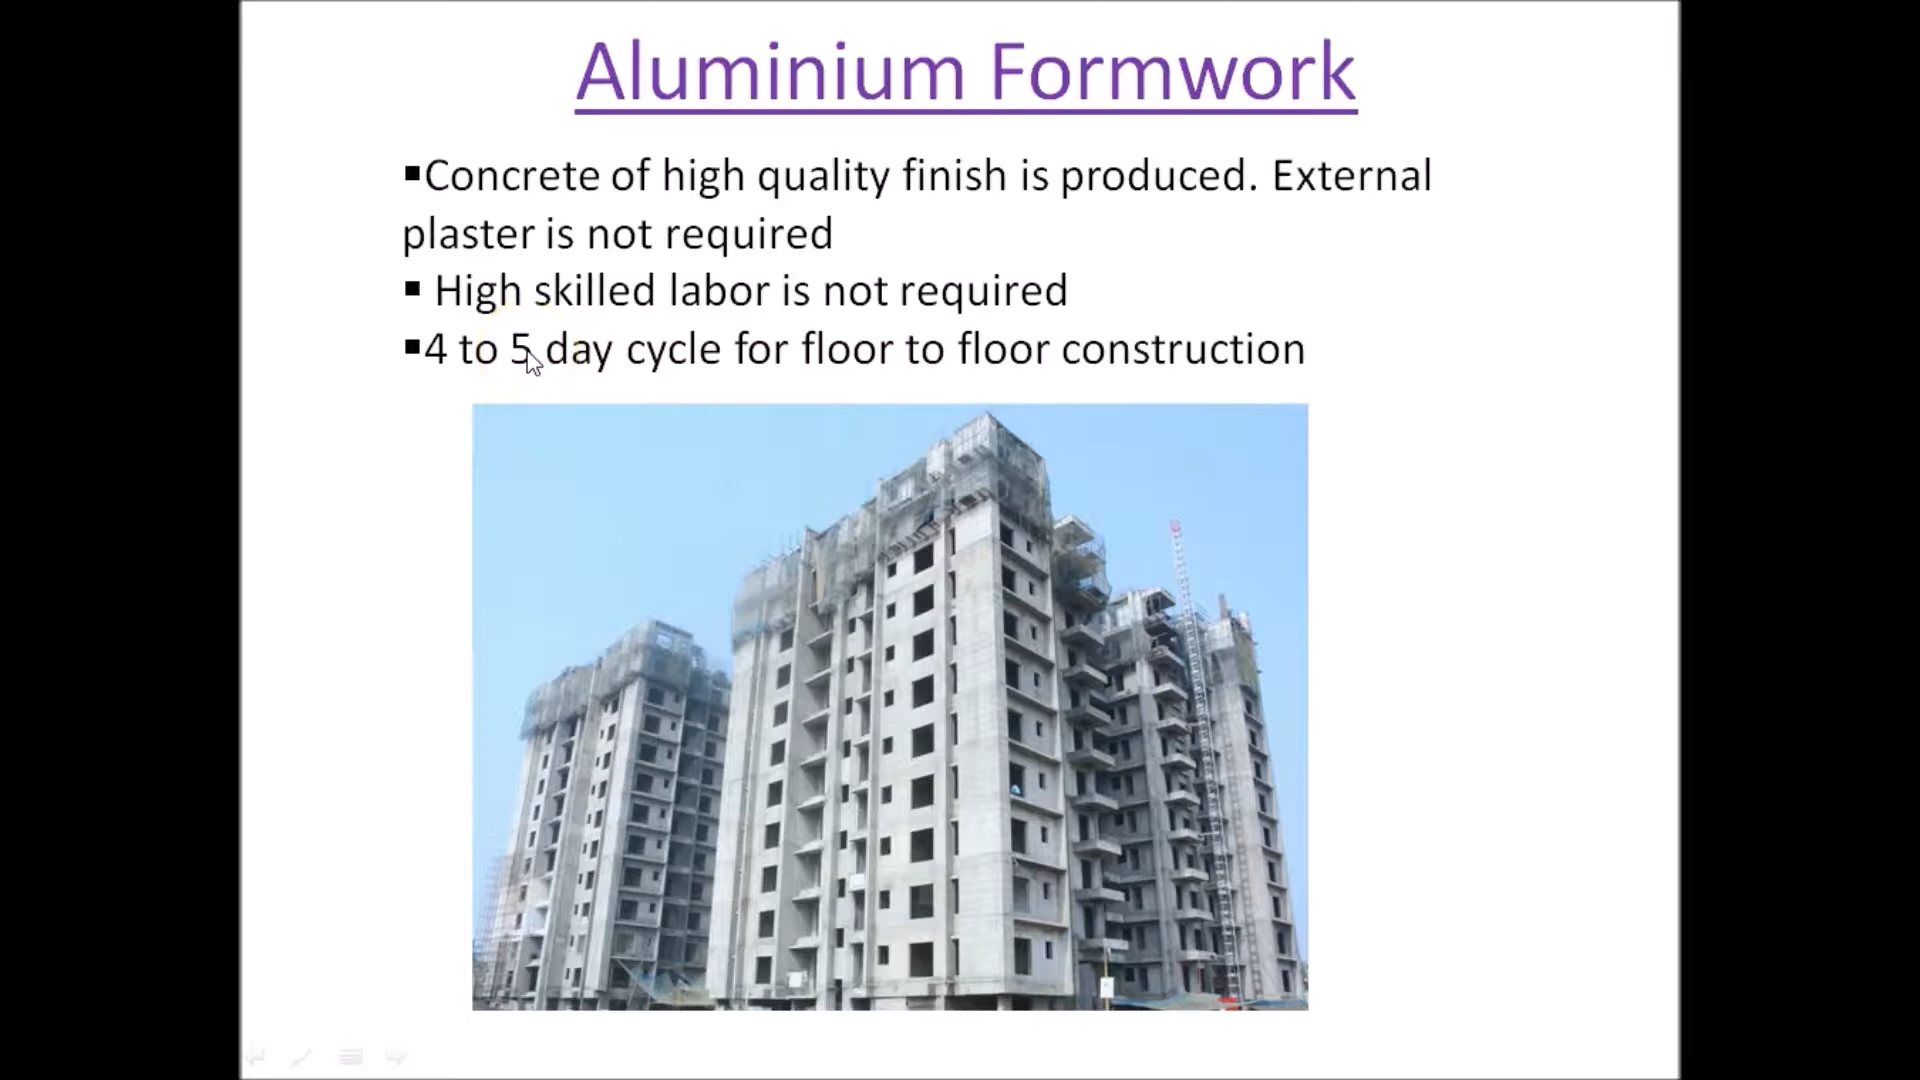 Aluminium Formwork
▪Concrete of high quality finish is produced. External
plaster is not required
▪ High skilled labor is not required
▪4 to 5 day cycle for floor to floor construction